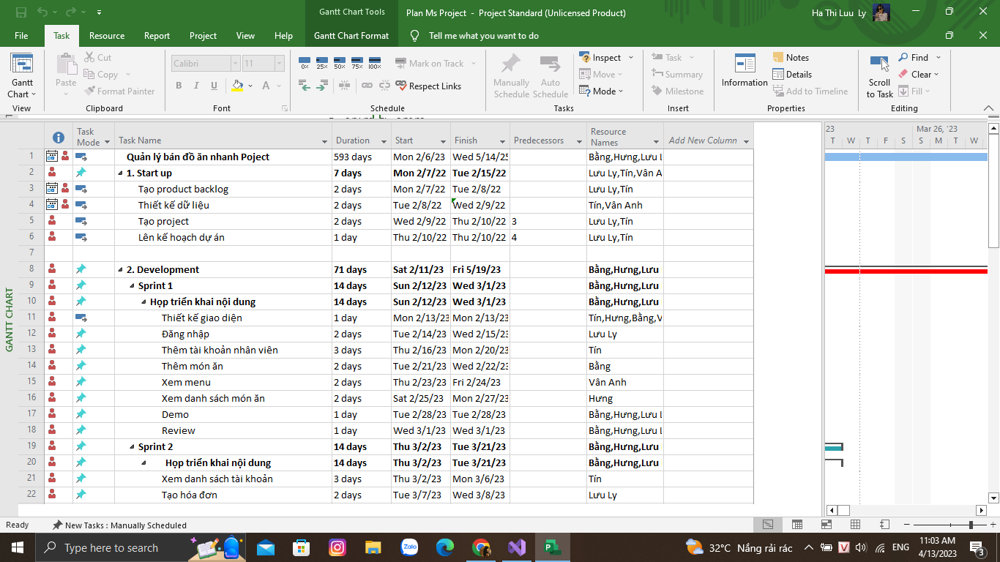 Gantt Chart Tools
Plan Ms Project - Project Standard (Unlicensed Product)
Ha Thi Luu Ly
File Task Resource Report Project View Help Gantt Chart Format Tell me what you want to do
Gantt Chart
View
Paste
Cut
Copy
Format Painter
Clipboard
Calibri 11
B I U A
Font
0% 25% 50% 75% 100%
Mark on Track
Respect Links
Schedule
Manually Schedule
Auto Schedule
Inspect
Move
Mode
Tasks
Task
Summary
Milestone
Insert
Information
Notes
Details
Add to Timeline
Properties
Scroll to Task
Find
Clear
Fill
Editing
Task Mode Task Name Duration Start Finish Predecessors Resource Names Add New Column
23 Mar 26, '23
T W T F S S M T W
GANTT CHART
1 Quản lý bán đồ ăn nhanh Poject 593 days Mon 2/6/23 Wed 5/14/25 Bằng,Hưng,Lưu L
2 1. Start up 7 days Mon 2/7/22 Tue 2/15/22 Lưu Ly,Tín,Vân A
3 Tạo product backlog 2 days Mon 2/7/22 Tue 2/8/22 Lưu Ly,Tín
4 Thiết kế dữ liệu 2 days Tue 2/8/22 Wed 2/9/22 Tín,Vân Anh
5 Tạo project 2 days Wed 2/9/22 Thu 2/10/22 3 Lưu Ly,Tín
6 Lên kế hoạch dự án 1 day Thu 2/10/22 Thu 2/10/22 4 Lưu Ly,Tín
7
8 2. Development 71 days Sat 2/11/23 Fri 5/19/23 Bằng,Hưng,Lưu
9 Sprint 1 14 days Sun 2/12/23 Wed 3/1/23 Bằng,Hưng,Lưu
10 Họp triển khai nội dung 14 days Sun 2/12/23 Wed 3/1/23 Bằng,Hưng,Lưu
11 Thiết kế giao diện 1 day Mon 2/13/23 Mon 2/13/23 Tín,Hưng,Bằng,V
12 Đăng nhập 2 days Tue 2/14/23 Wed 2/15/23 Lưu Ly
13 Thêm tài khoản nhân viên 3 days Thu 2/16/23 Mon 2/20/23 Tín
14 Thêm món ăn 2 days Tue 2/21/23 Wed 2/22/23 Bằng
15 Xem menu 2 days Thu 2/23/23 Fri 2/24/23 Vân Anh
16 Xem danh sách món ăn 2 days Sat 2/25/23 Mon 2/27/23 Hưng
17 Demo 1 day Tue 2/28/23 Tue 2/28/23 Bằng,Hưng,Lưu L
18 Review 1 day Wed 3/1/23 Wed 3/1/23 Bằng,Hưng,Lưu L
19 Sprint 2 14 days Thu 3/2/23 Tue 3/21/23 Bằng,Hưng,Lưu
20 Họp triển khai nội dung 14 days Thu 3/2/23 Tue 3/21/23 Bằng,Hưng,Lưu
21 Xem danh sách tài khoản 3 days Thu 3/2/23 Mon 3/6/23 Tín
22 Tạo hóa đơn 2 days Tue 3/7/23 Wed 3/8/23 Lưu Ly
Ready New Tasks : Manually Scheduled
Type here to search
Zalo
32°C Nắng rải rác
V
ENG
11:03 AM
4/13/2023
3